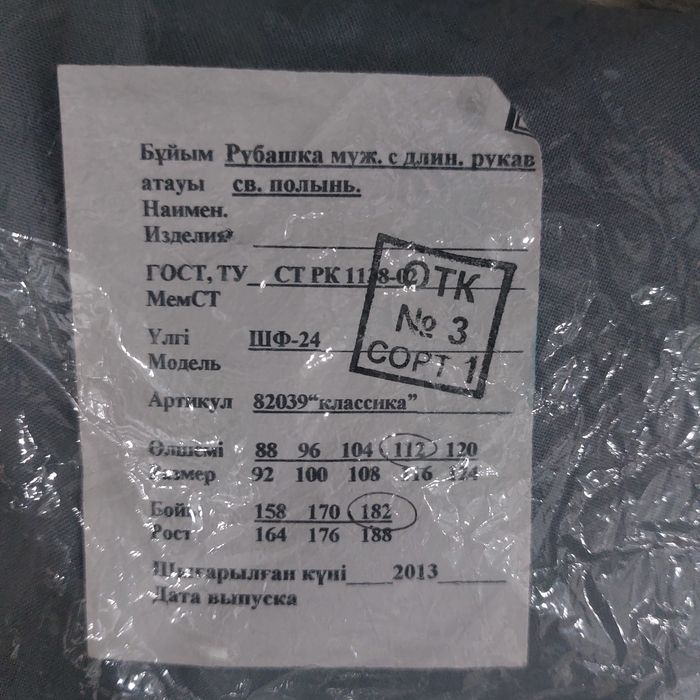 Бұйым Рубашка муж. с длин. рукав
атауы св. полынь.
Наимен.
Изделия
ГОСТ, ТУ СТ РК 1128-02
МемСТ
ОТК
№ 3
СОРТ 1
Үлгі ШФ-24
Модель
Артикул 82039“классика”
Өлшемі 88 96 104 112 120
Размер 92 100 108 116 124
Бойы 158 170 182
Рост 164 176 188
Шығарылған күні 2013
Дата выпуска